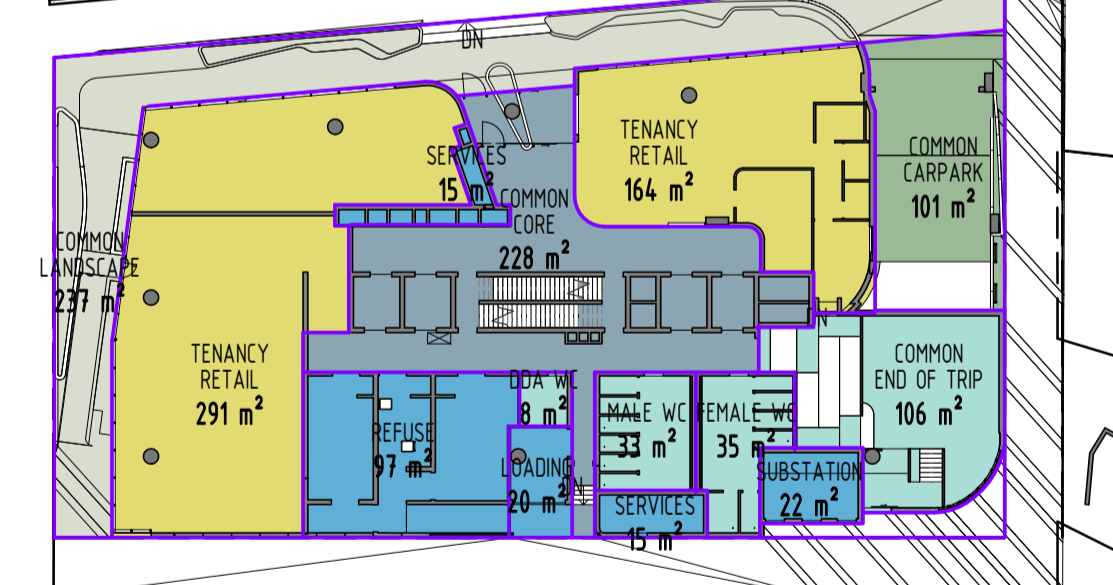 DN
TENANCY
RETAIL
164 m²
SERVICES
15 m²
COMMON
CARPARK
101 m²
COMMON
CORE
228 m²
COMMON
LANDSCAPE
237 m²
N
TENANCY
RETAIL
291 m²
COMMON
END OF TRIP
106 m²
DDA WC
8 m²
MALE WC
33 m²
FEMALE WC
35 m²
REFUSE
97 m²
LOADING
20 m²
DN
SUBSTATION
22 m²
SERVICES
15 m²